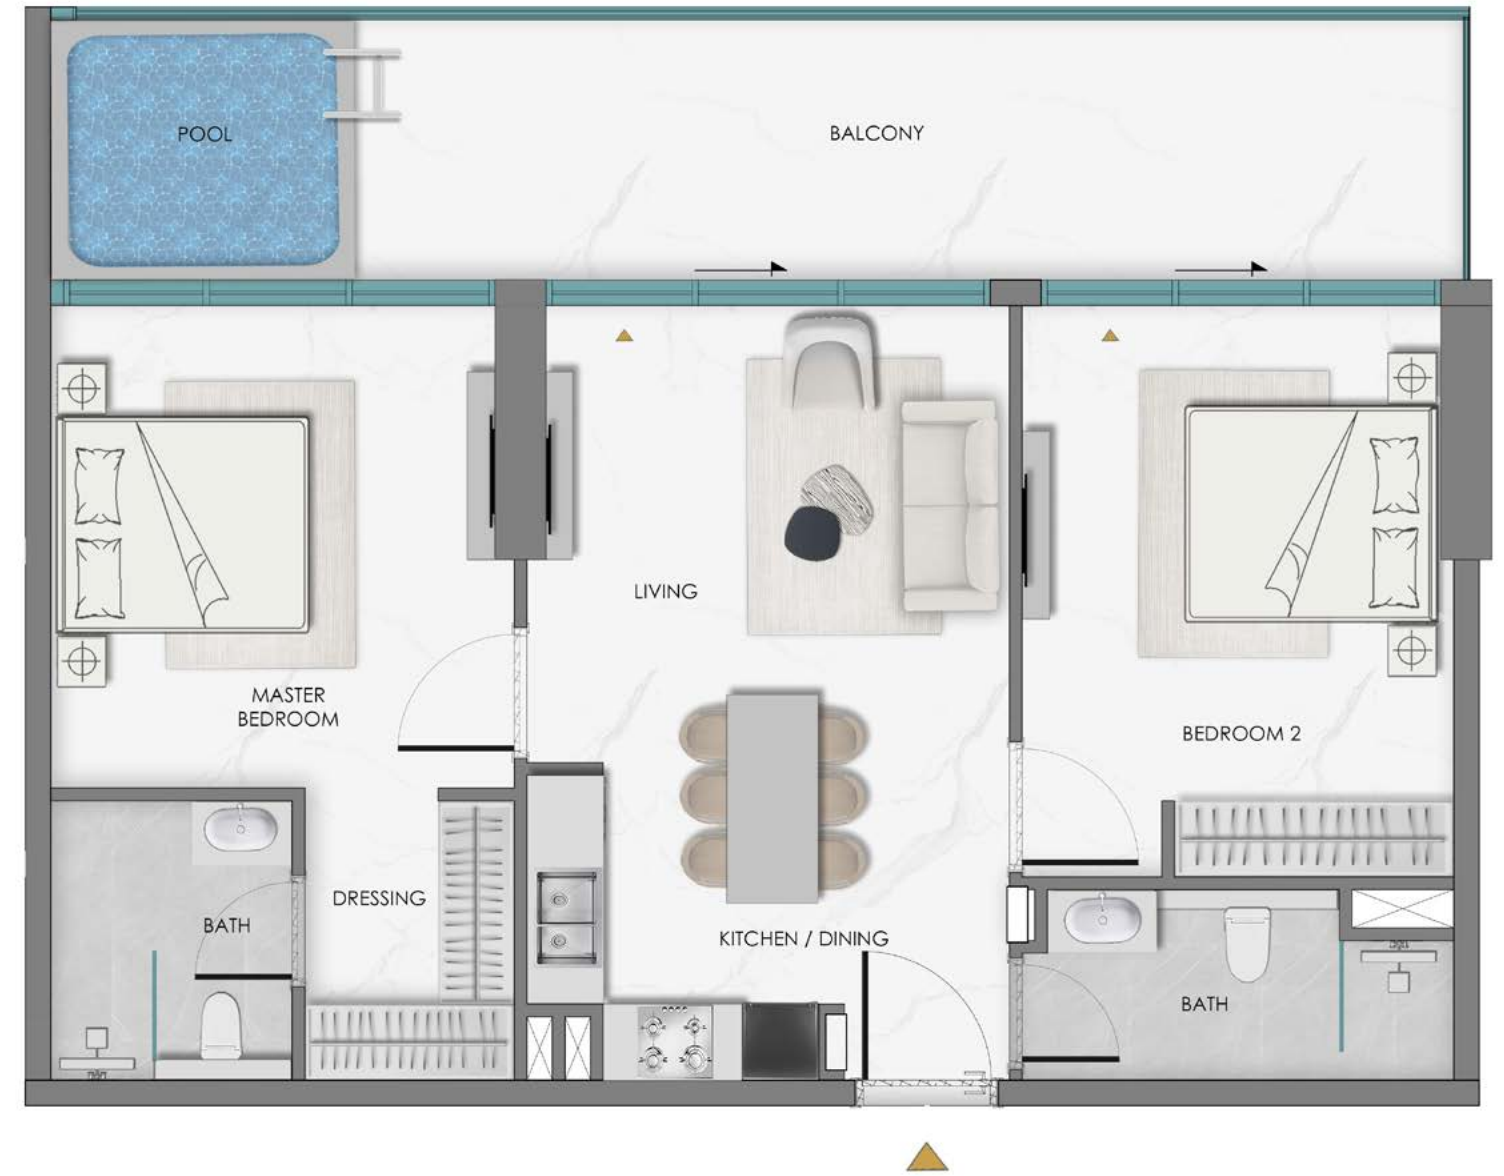 POOL
BALCONY
LIVING
MASTER
BEDROOM
BEDROOM 2
DRESSING
BATH
KITCHEN / DINING
BATH